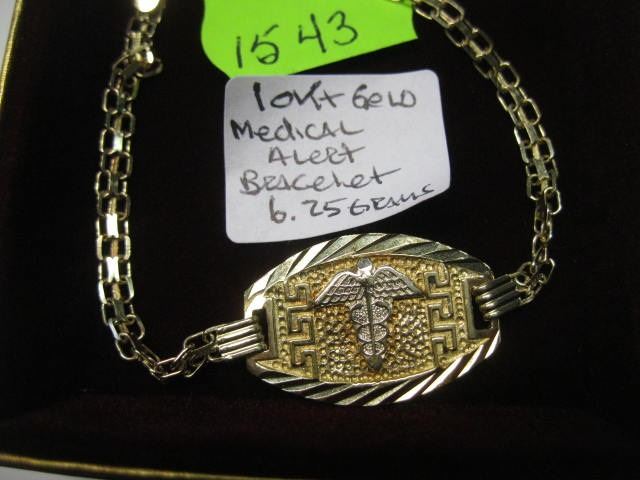 1543
10Kt Gold
Medical
Alert
Bracelet
6.25 Grams